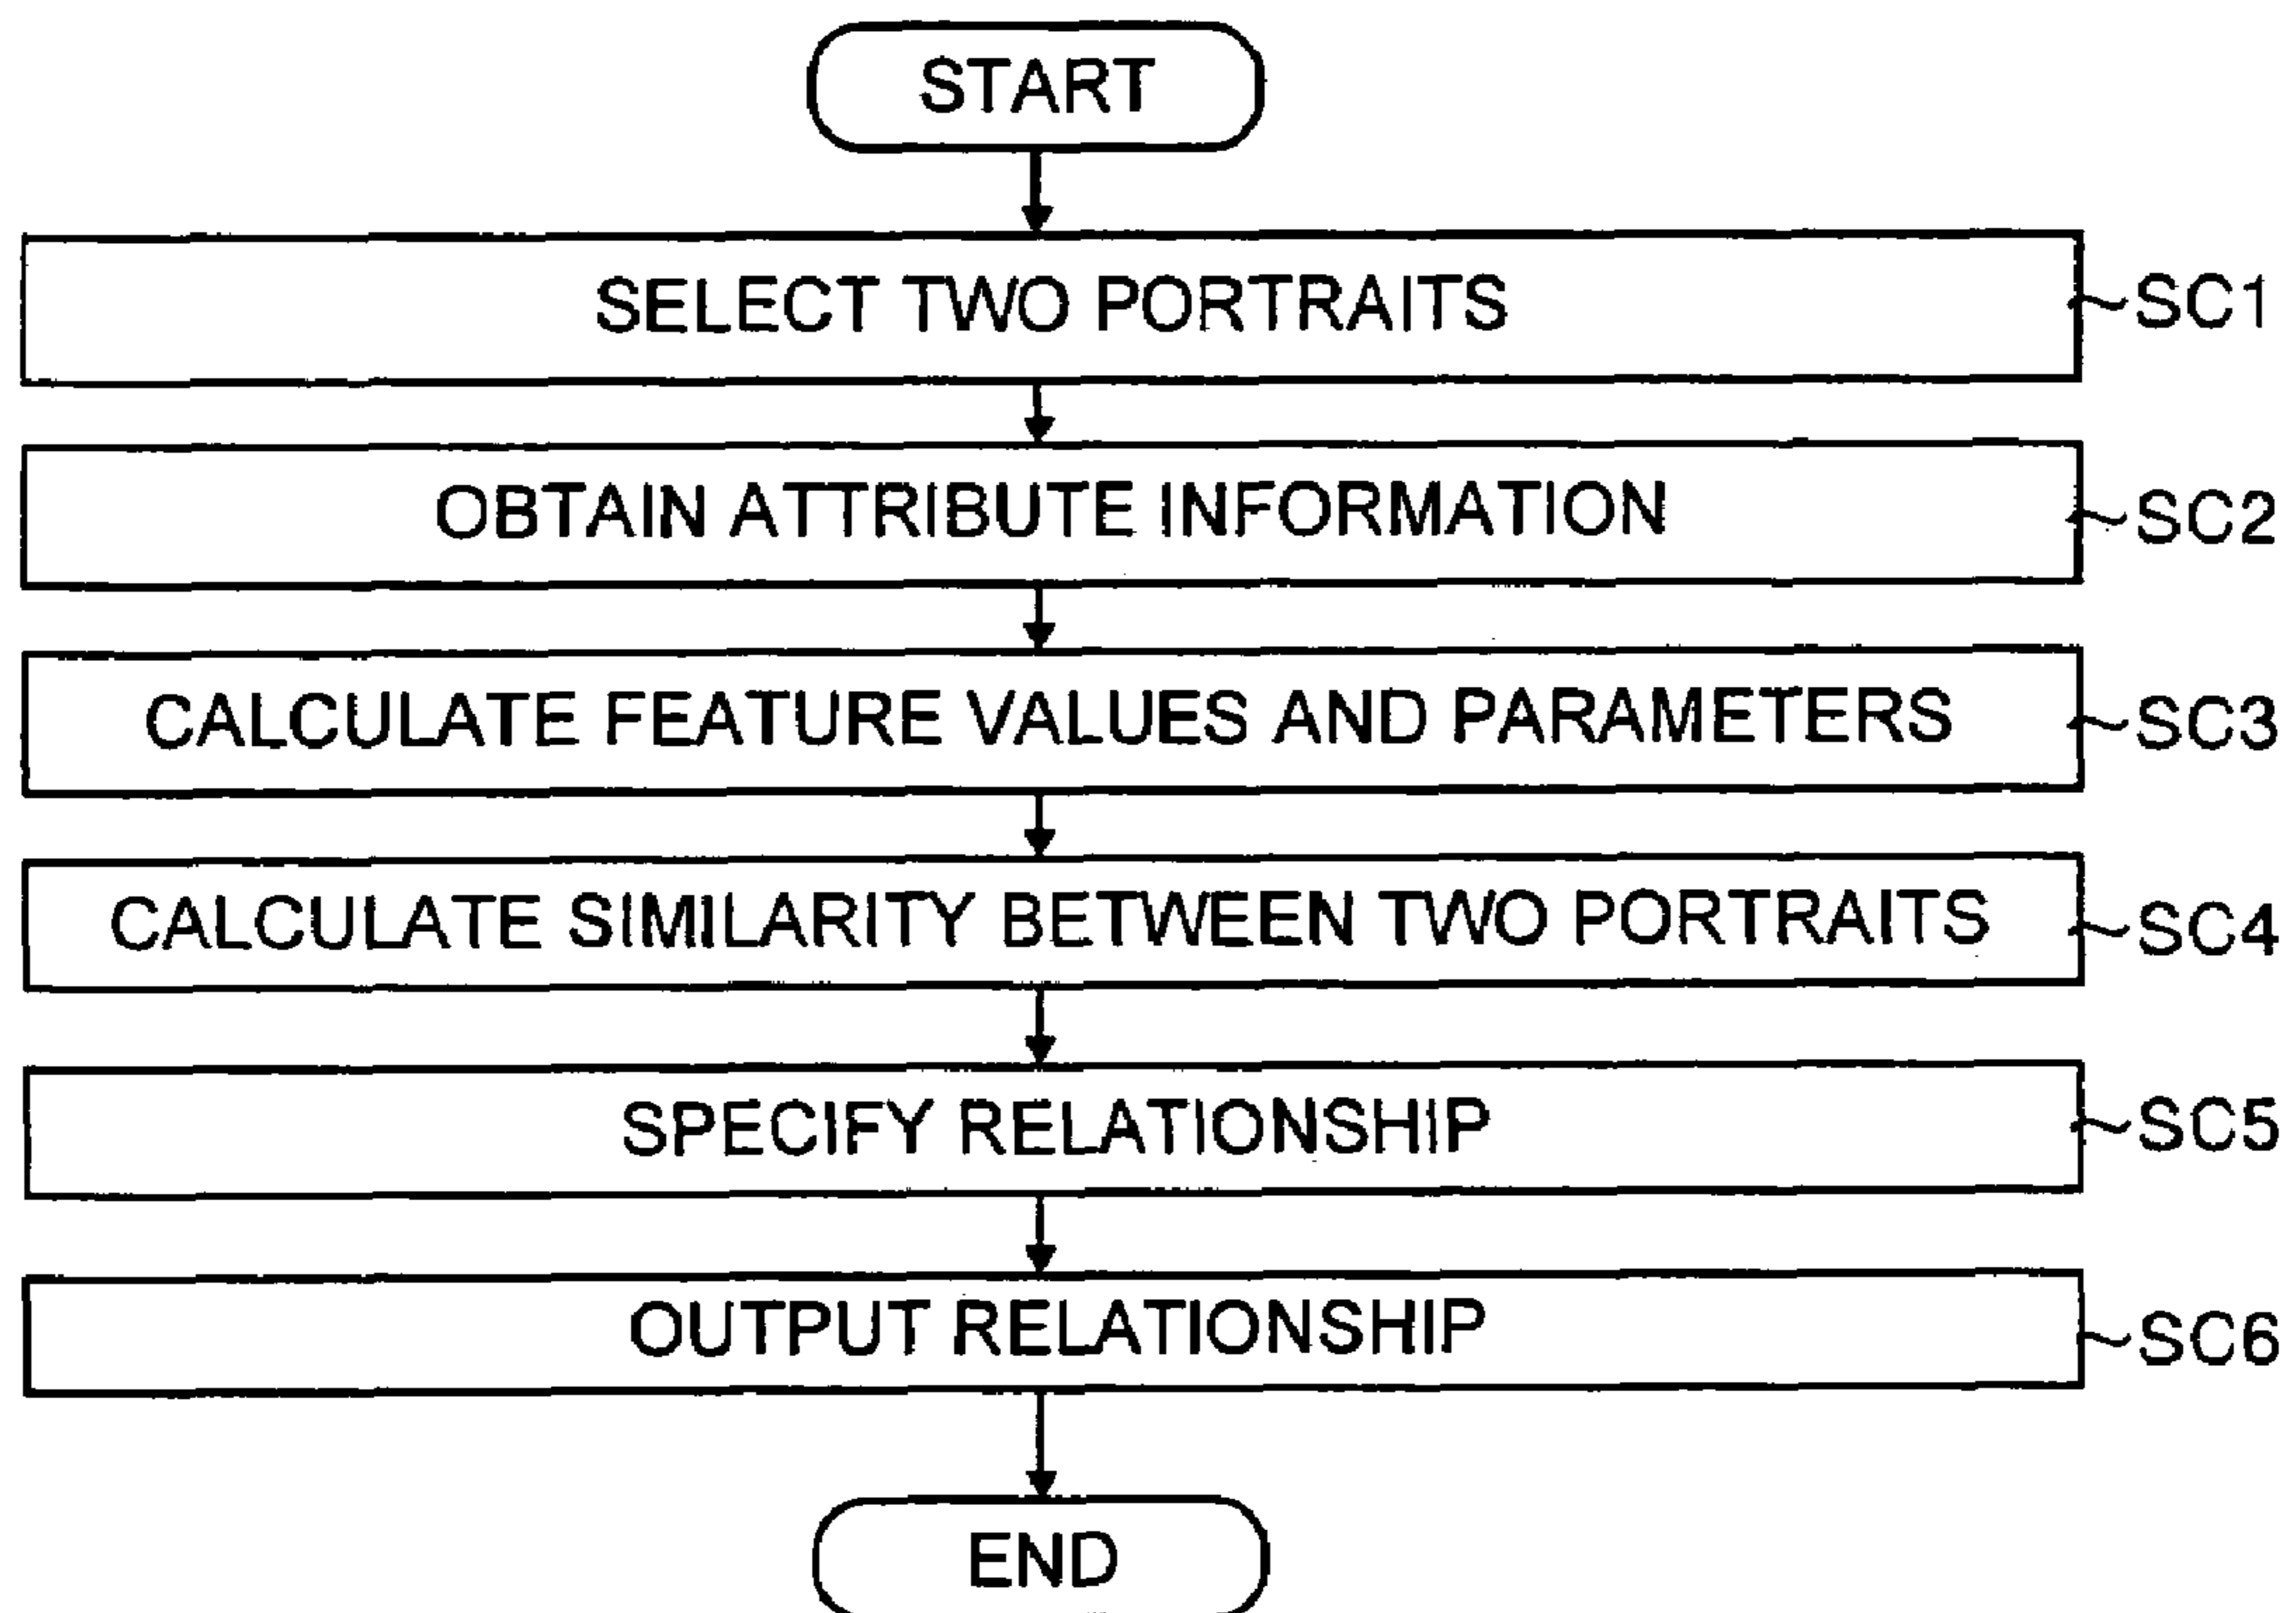 START
SELECT TWO PORTRAITS
SC1
OBTAIN ATTRIBUTE INFORMATION
SC2
CALCULATE FEATURE VALUES AND PARAMETERS
SC3
CALCULATE SIMILARITY BETWEEN TWO PORTRAITS
SC4
SPECIFY RELATIONSHIP
SC5
OUTPUT RELATIONSHIP
SC6
END